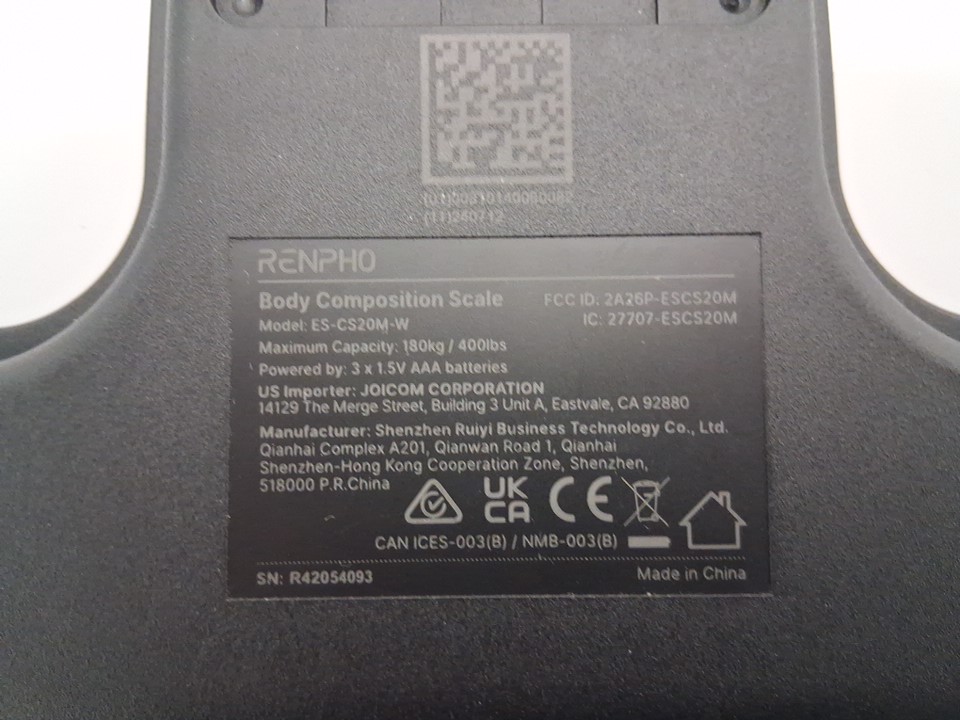 (11)240712
RENPHO
Body Composition Scale
FCC ID: 2A26P-ESCS20M
Model: ES-CS20M-W
IC: 27707-ESCS20M
Maximum Capacity: 180kg / 400lbs
Powered by: 3 x 1.5V AAA batteries
US Importer: JOICOM CORPORATION
14129 The Merge Street, Building 3 Unit A, Eastvale, CA 92880
Manufacturer: Shenzhen Ruiyi Business Technology Co., Ltd.
Qianhai Complex A201, Qianwan Road 1, Qianhai
Shenzhen-Hong Kong Cooperation Zone, Shenzhen,
518000 P.R.China
UK
CA
CE
CAN ICES-003(B) / NMB-003(B)
SN: R42054093
Made in China